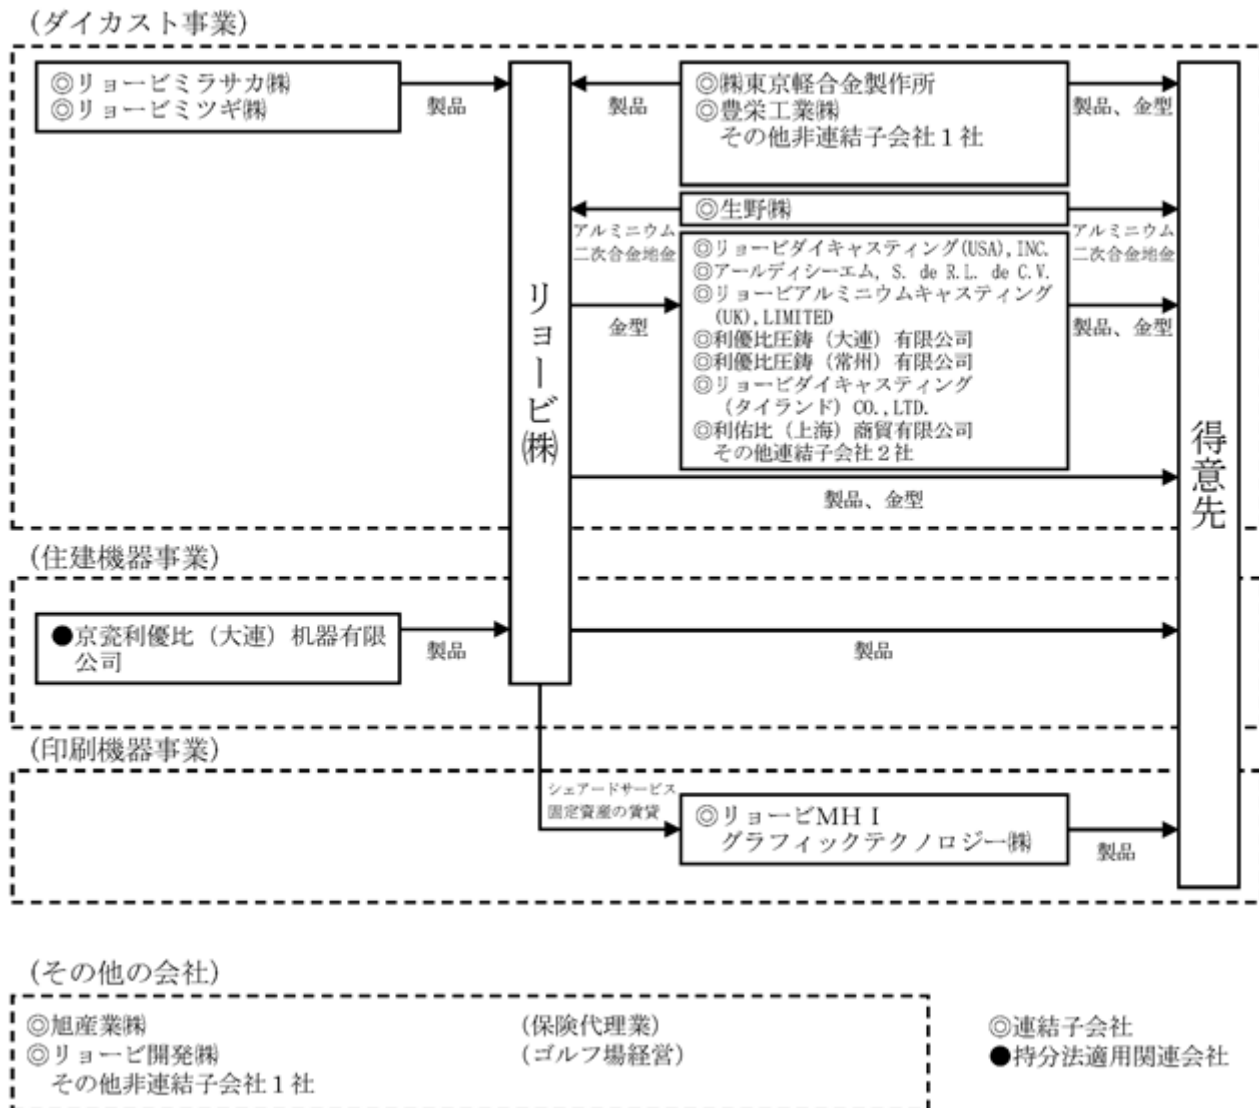 (ダイカスト事業)
◎リョービミラサカ㈱
◎リョービミツギ㈱
製品
製品
◎㈱東京軽合金製作所
◎豊栄工業㈱
その他非連結子会社１社
製品、金型
◎生野㈱
アルミニウム
二次合金地金
アルミニウム
二次合金地金
リョービ㈱
金型
◎リョービダイキャスティング(USA), INC.
◎アールディシーエム, S. de R.L. de C.V.
◎リョービアルミニウムキャスティング
(UK), LIMITED
◎利優比圧鋳（大連）有限公司
◎利優比圧鋳（常州）有限公司
◎リョービダイキャスティング
（タイランド）CO., LTD.
◎利佑比（上海）商貿有限公司
その他連結子会社２社
製品、金型
得意先
製品、金型
(住建機器事業)
●京瓷利優比（大連）机器有限
公司
製品
製品
(印刷機器事業)
シェアードサービス
固定資産の賃貸
◎リョービＭＨＩ
グラフィックテクノロジー㈱
製品
(その他の会社)
◎旭産業㈱　(保険代理業)
◎リョービ開発㈱　(ゴルフ場経営)
その他非連結子会社１社
◎連結子会社
●持分法適用関連会社